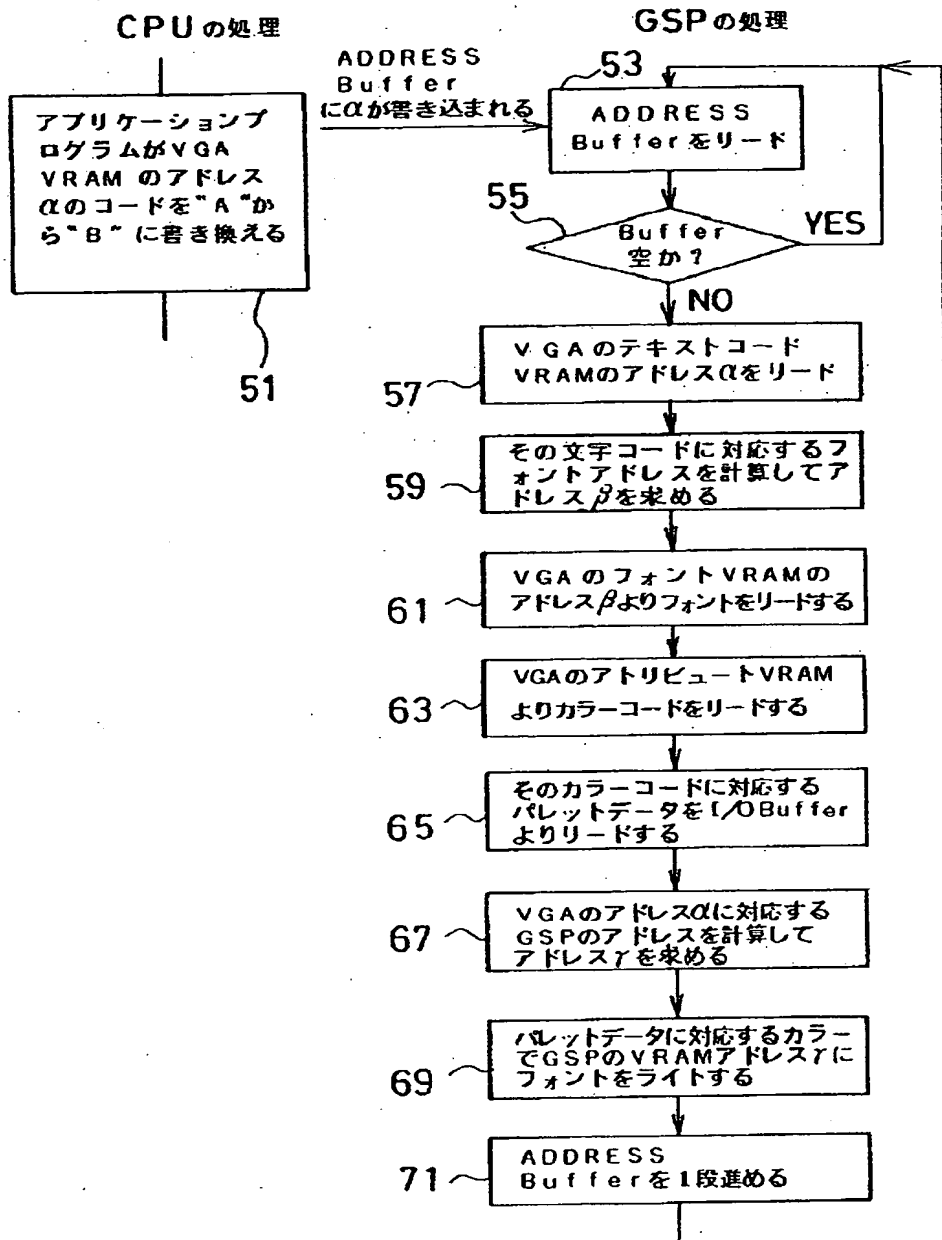 CPUの処理
アプリケーションプ
ログラムがVGA
VRAMのアドレス
αのコードを"A"か
ら"B"に書き換える
51
ADDRESS
Buffer
にαが書き込まれる
GSPの処理
53
ADDRESS
Bufferをリード
55
Buffer
空か？
YES
NO
57
VGAのテキストコード
VRAMのアドレスαをリード
59
その文字コードに対応するフ
ォントアドレスを計算してア
ドレスβを求める
61
VGAのフォントVRAMの
アドレスβよりフォントをリードする
63
VGAのアトリビュートVRAM
よりカラーコードをリードする
65
そのカラーコードに対応する
パレットデータをI/OBuffer
よりリードする
67
VGAのアドレスαに対応する
GSPのアドレスを計算して
アドレスγを求める
69
パレットデータに対応するカラー
でGSPのVRAMアドレスγに
フォントをライトする
71
ADDRESS
Bufferを1段進める